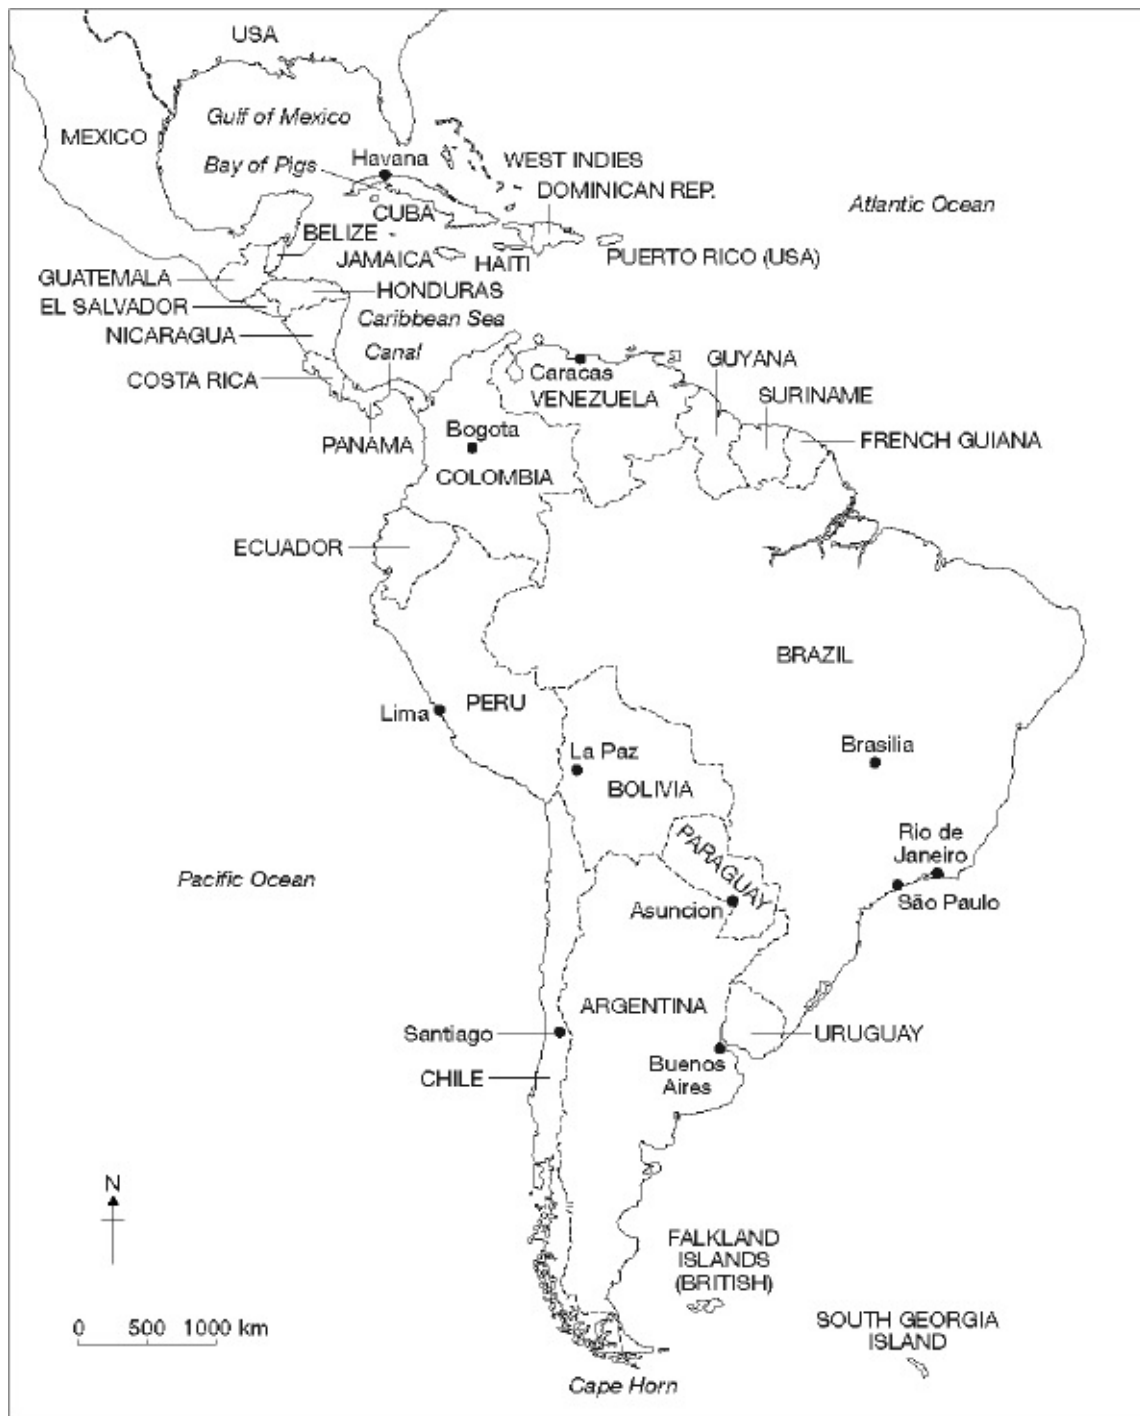 USA
Gulf of Mexico
MEXICO
Havana
Bay of Pigs
WEST INDIES
DOMINICAN REP.
Atlantic Ocean
CUBA
BELIZE
JAMAICA
HAITI
PUERTO RICO (USA)
GUATEMALA
HONDURAS
EL SALVADOR
Caribbean Sea
NICARAGUA
Canal
GUYANA
COSTA RICA
Caracas
VENEZUELA
SURINAME
PANAMA
Bogota
FRENCH GUIANA
COLOMBIA
ECUADOR
BRAZIL
PERU
Lima
La Paz
Brasilia
BOLIVIA
Rio de
Janeiro
PARAGUAY
Pacific Ocean
São Paulo
Asuncion
ARGENTINA
Santiago
URUGUAY
Buenos
Aires
CHILE
N
FALKLAND
ISLANDS
(BRITISH)
0 500 1000 km
SOUTH GEORGIA
ISLAND
Cape Horn